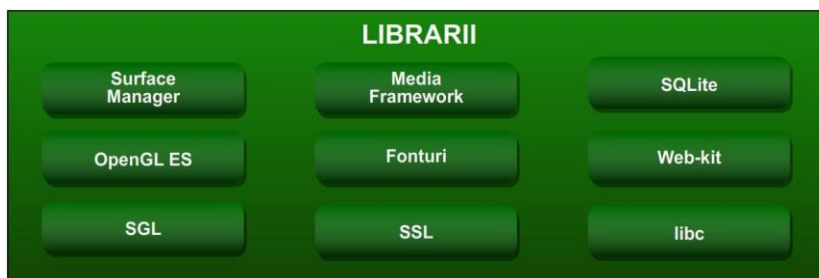 LIBRARII
Surface
Manager
Media
Framework
SQLite
OpenGL ES
Fonturi
Web-kit
SGL
SSL
libc